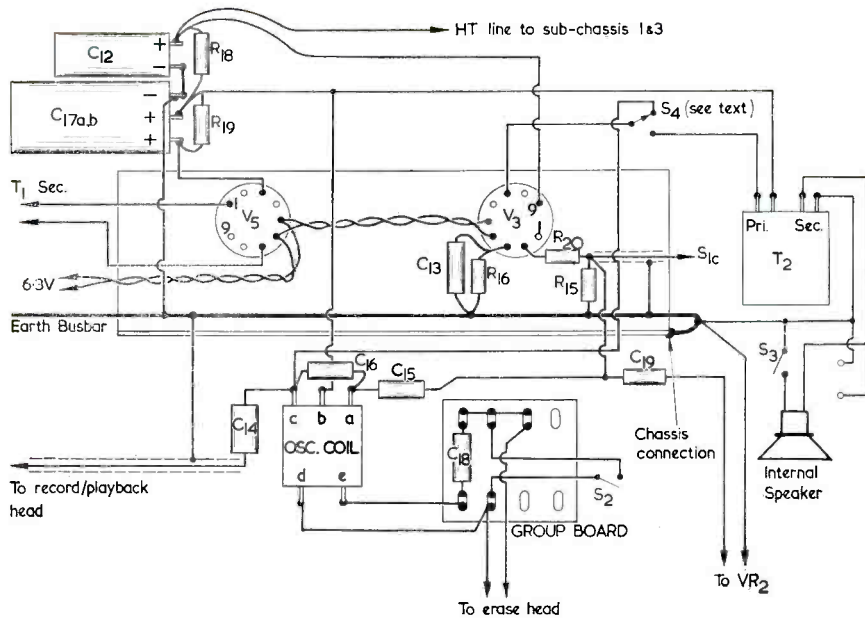 HT line to sub-chassis 1&3
C12
+
−
R18
C17a,b
−
+
+
R19
S4 (see text)
T1 Sec.
1
V5
9
V3
9
1
R20
S1c
C13
R16
R15
Pri. Sec.
T2
6·3V
Earth Busbar
C16
C15
C19
S3
C14
c b a
OSC. COIL
d e
C18
S2
Chassis
connection
Internal
Speaker
To record/playback
head
GROUP BOARD
To VR2
To erase head